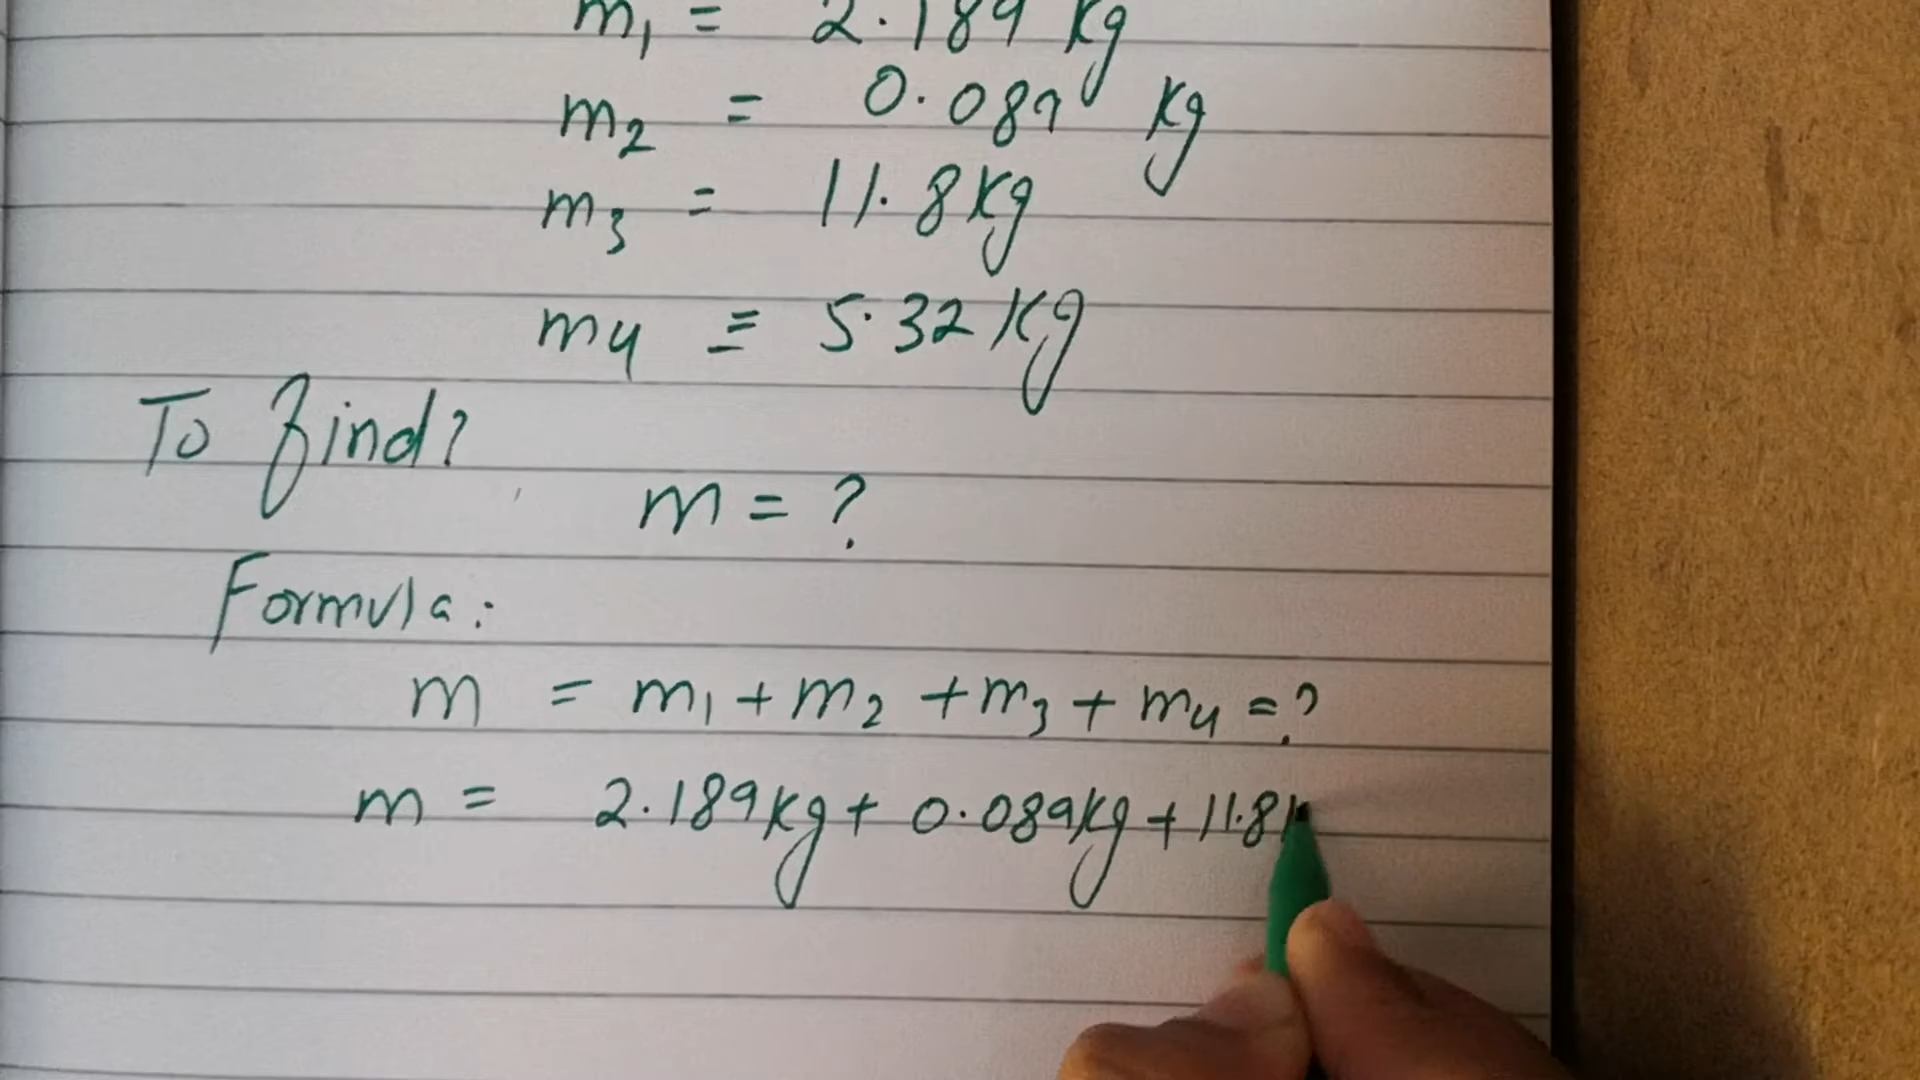 m1 = 2.189 kg
m2 = 0.089 kg
m3 = 11.8 kg
m4 = 5.32 kg
To find?
m = ?
Formula:
m = m1 + m2 + m3 + m4 = ?
m = 2.189 kg + 0.089 kg + 11.8 k